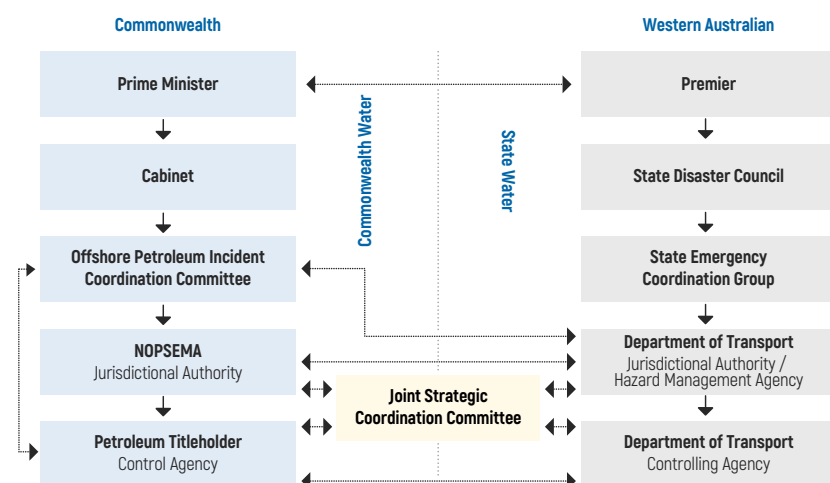 Commonwealth
Western Australian
Prime Minister
Premier
Commonwealth Water
State Water
Cabinet
State Disaster Council
Offshore Petroleum Incident
Coordination Committee
State Emergency
Coordination Group
NOPSEMA
Jurisdictional Authority
Department of Transport
Jurisdictional Authority /
Hazard Management Agency
Joint Strategic
Coordination Committee
Petroleum Titleholder
Control Agency
Department of Transport
Controlling Agency